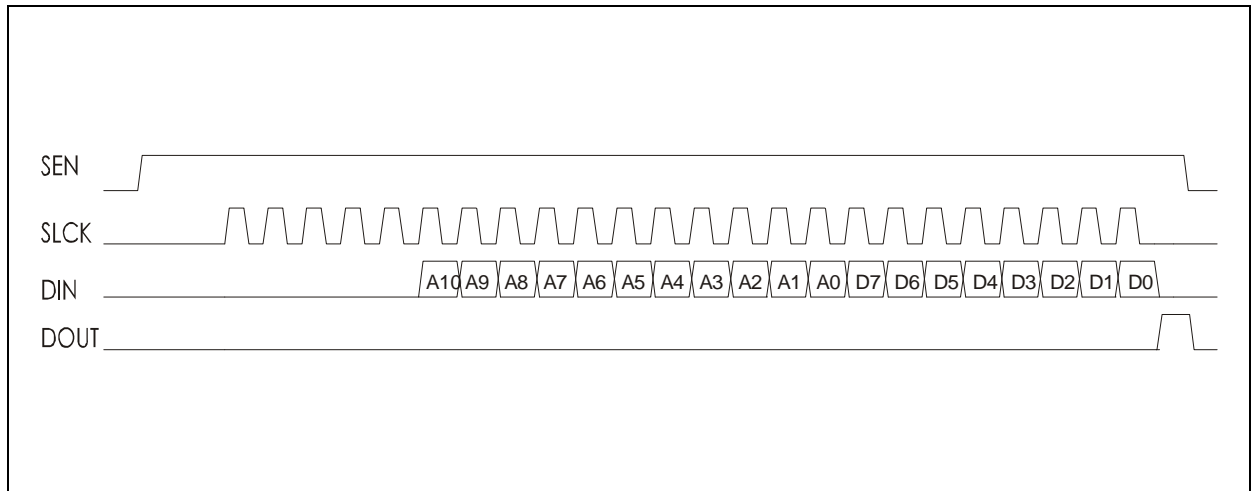 SEN
SLCK
DIN A10 A9 A8 A7 A6 A5 A4 A3 A2 A1 A0 D7 D6 D5 D4 D3 D2 D1 D0
DOUT